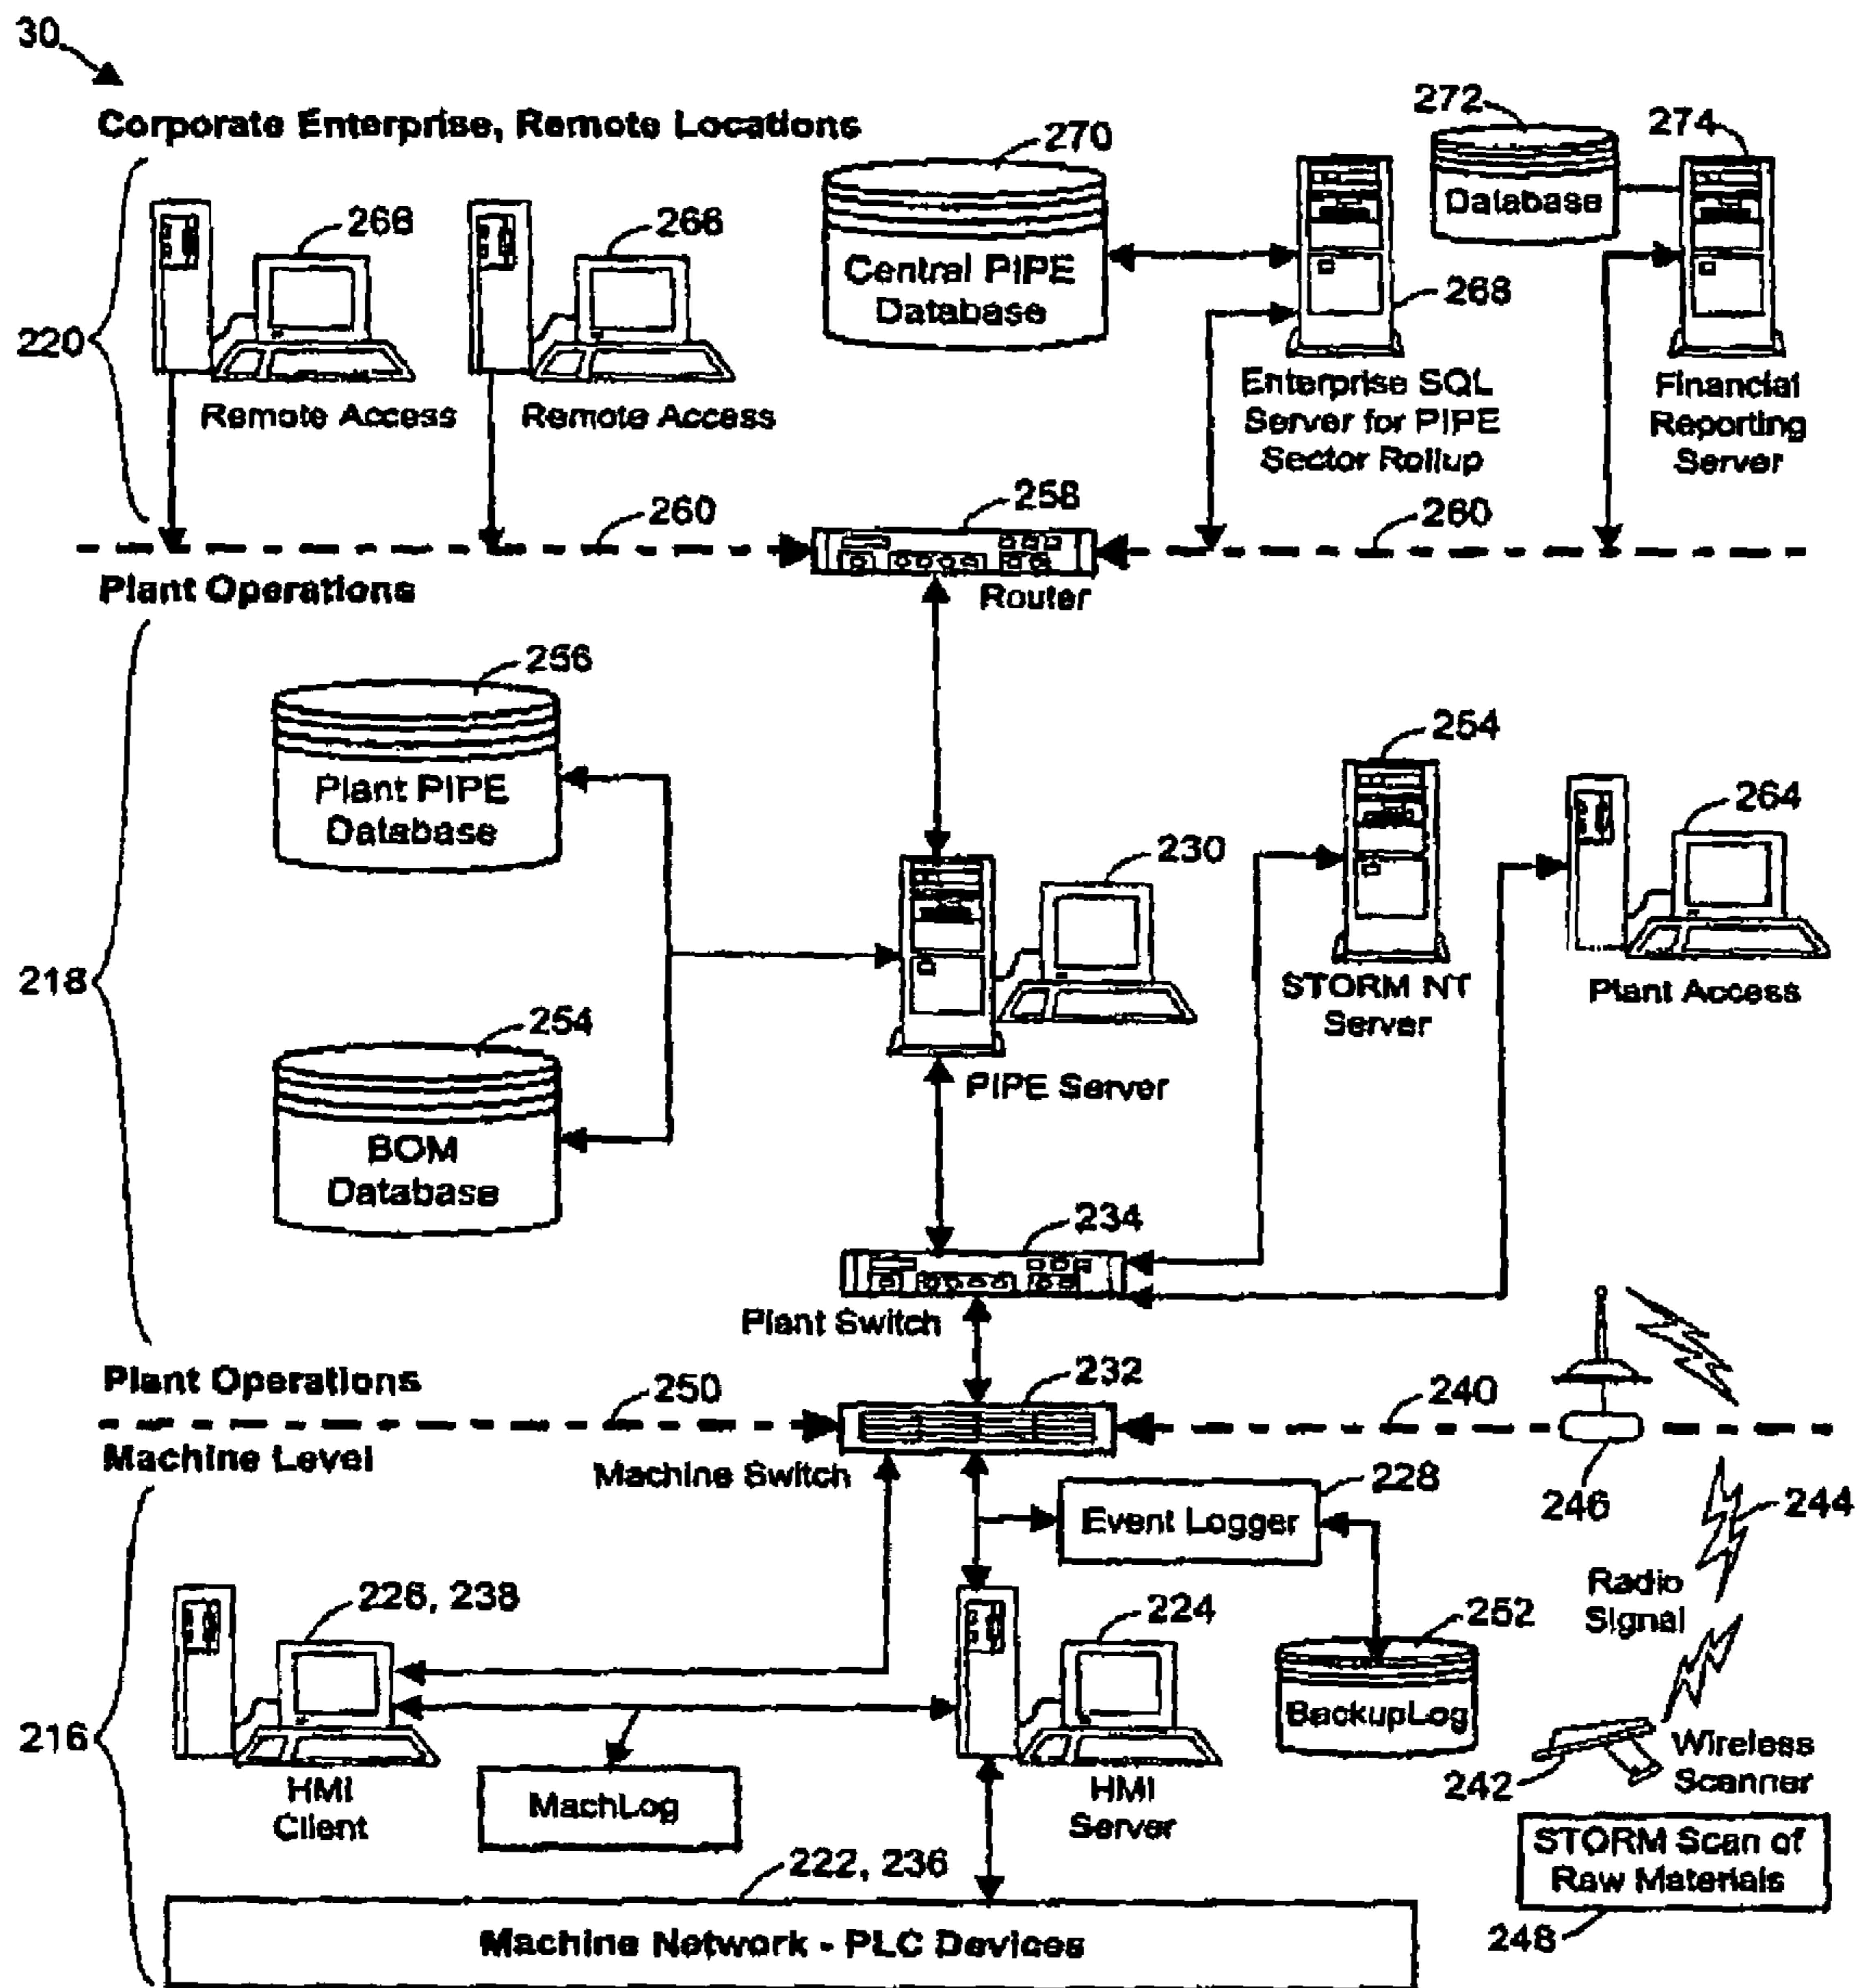 30
Corporate Enterprise, Remote Locations
270
272
274
266
266
Database
Central PIPE
Database
268
220
Remote Access
Remote Access
Enterprise SQL
Server for PIPE
Sector Rollup
Financial
Reporting
Server
260
258
260
Plant Operations
Router
256
Plant PIPE
Database
254
264
230
218
STORM NT
Server
Plant Access
254
BOM
Database
PIPE Server
234
Plant Switch
Plant Operations
250
232
240
Machine Level
Machine Switch
228
Event Logger
246
244
Radio
Signal
226, 238
224
252
BackupLog
216
HMI
Client
MachLog
HMI
Server
Wireless
Scanner
242
STORM Scan of
Raw Materials
222, 236
Machine Network - PLC Devices
248